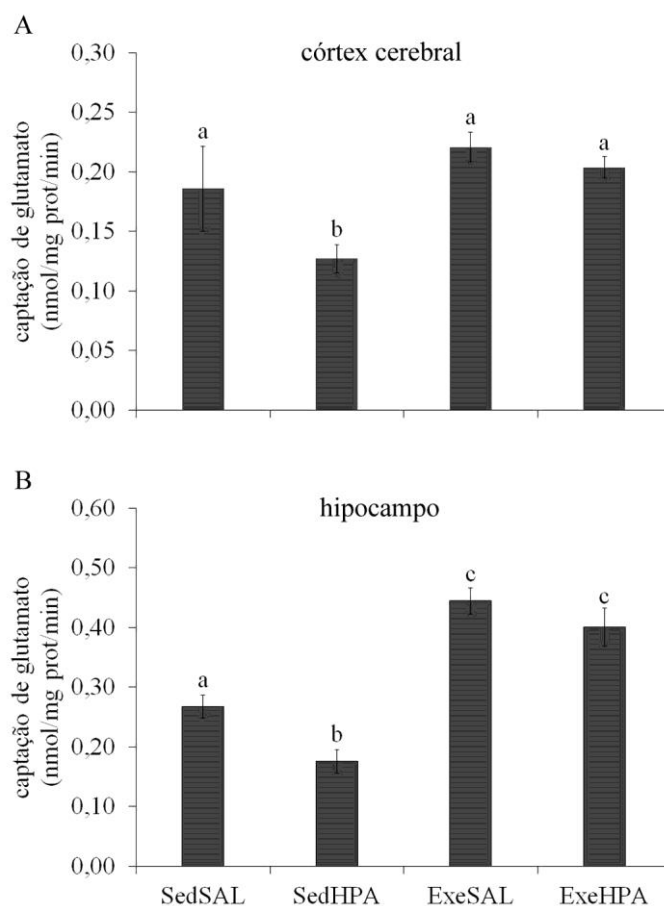 A
córtex cerebral
captação de glutamato
(nmol/mg prot/min)
0,30
0,25
0,20
0,15
0,10
0,05
0,00
a
b
a
a
B
hipocampo
captação de glutamato
(nmol/mg prot/min)
0,60
0,50
0,40
0,30
0,20
0,10
0,00
a
b
c
c
SedSAL SedHPA ExeSAL ExeHPA